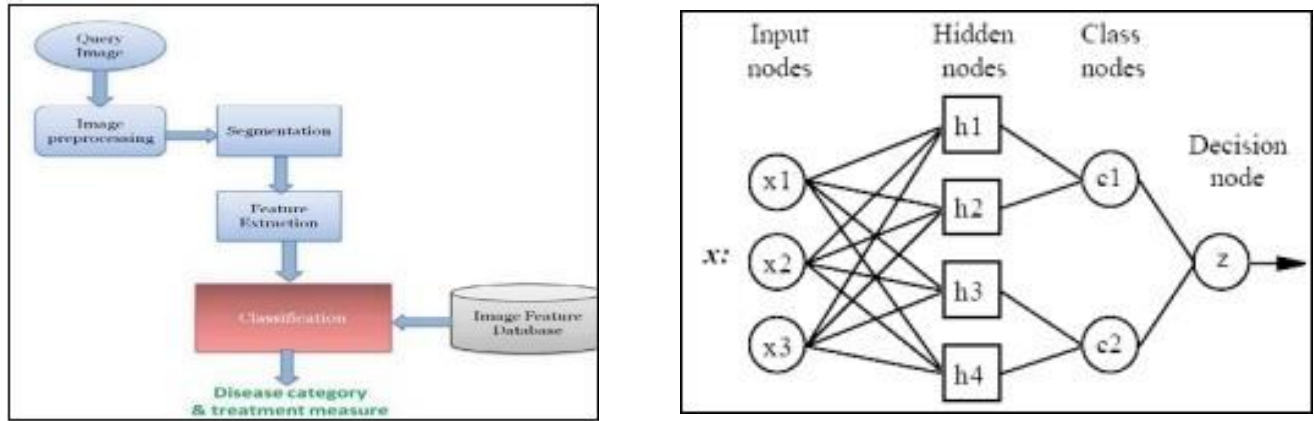 Query
Image
Image
preprocessing
Segmentation
Feature
Extraction
Classification
Image Feature
Database
Disease category
& treatment measure
Input
nodes
Hidden
nodes
Class
nodes
Decision
node
x:
x1
x2
x3
h1
h2
h3
h4
c1
c2
z